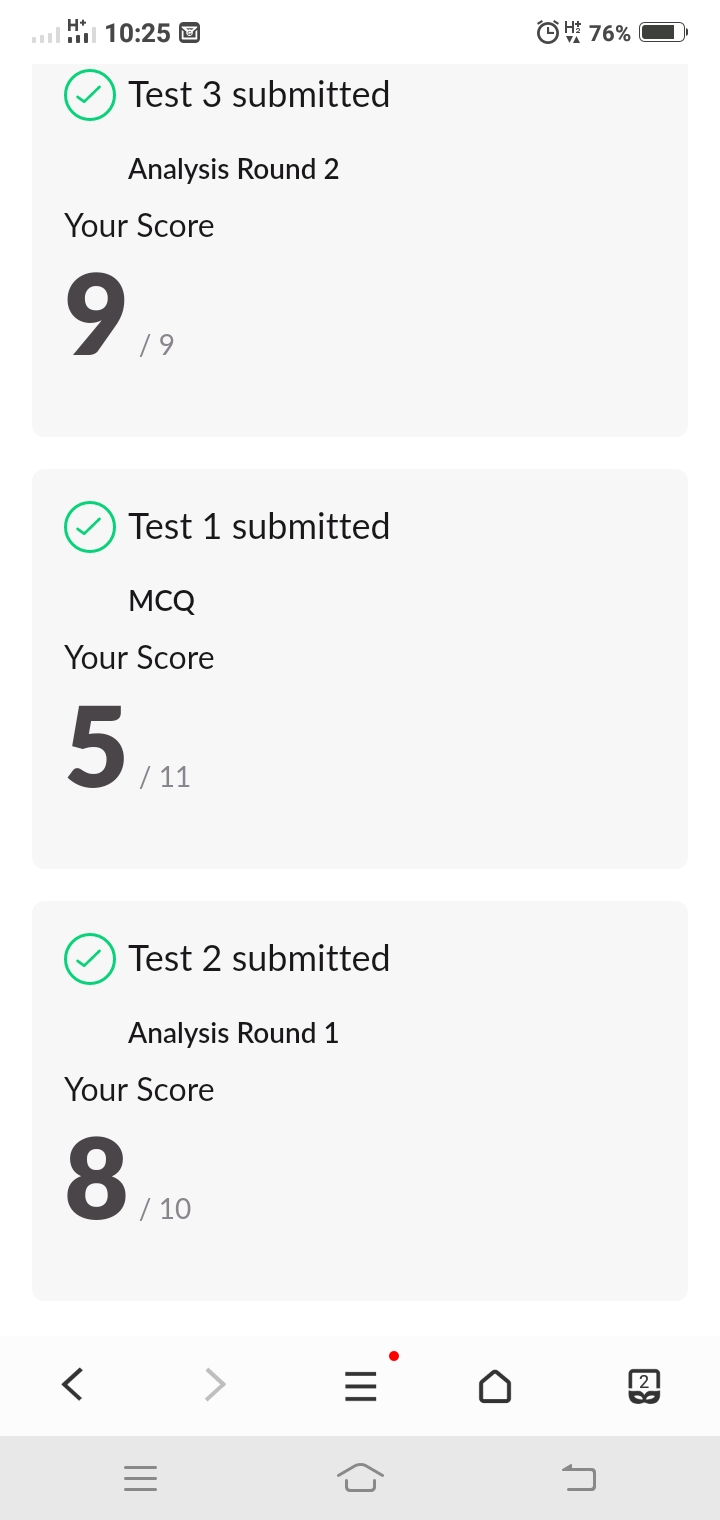 H+ 10:25 76%
Test 3 submitted
Analysis Round 2
Your Score
9 / 9
Test 1 submitted
MCQ
Your Score
5 / 11
Test 2 submitted
Analysis Round 1
Your Score
8 / 10
2